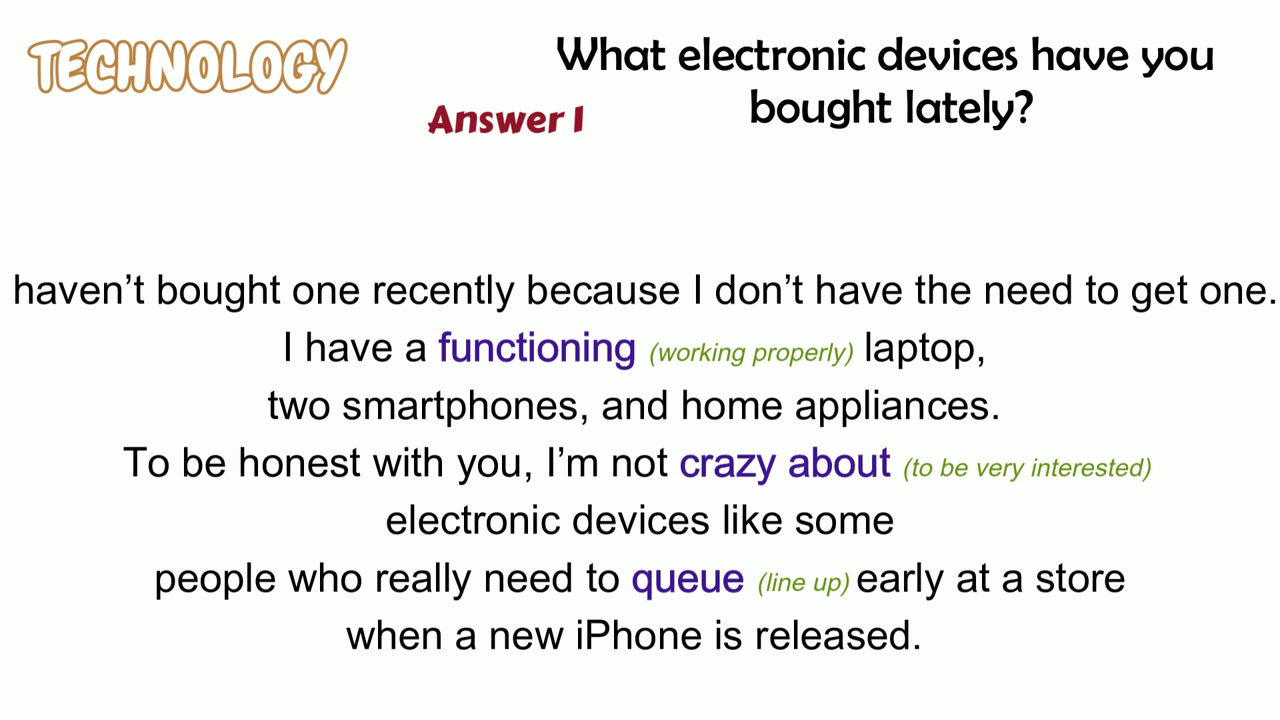 TECHNOLOGY
What electronic devices have you
bought lately?
Answer 1
haven't bought one recently because I don't have the need to get one.
I have a functioning (working properly) laptop,
two smartphones, and home appliances.
To be honest with you, I'm not crazy about (to be very interested)
electronic devices like some
people who really need to queue (line up) early at a store
when a new iPhone is released.